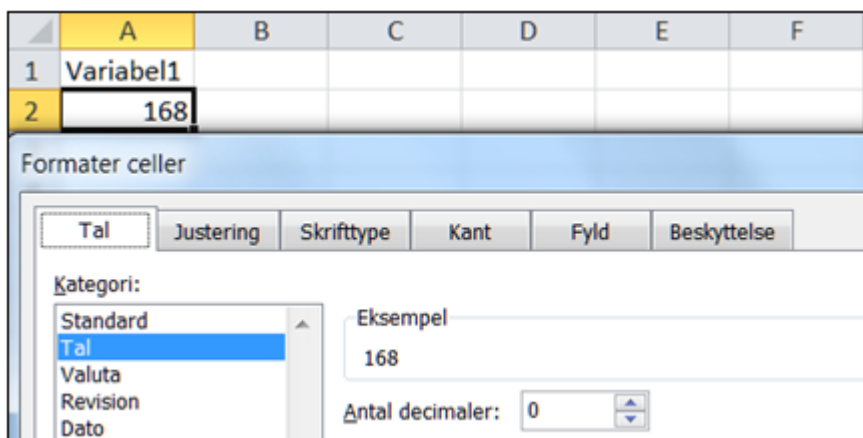 A B C D E F
1 Variabel1
2 168
Formater celler
Tal Justering Skrifttype Kant Fyld Beskyttelse
Kategori:
Standard
Tal
Valuta
Revision
Dato
Eksempel
168
Antal decimaler: 0